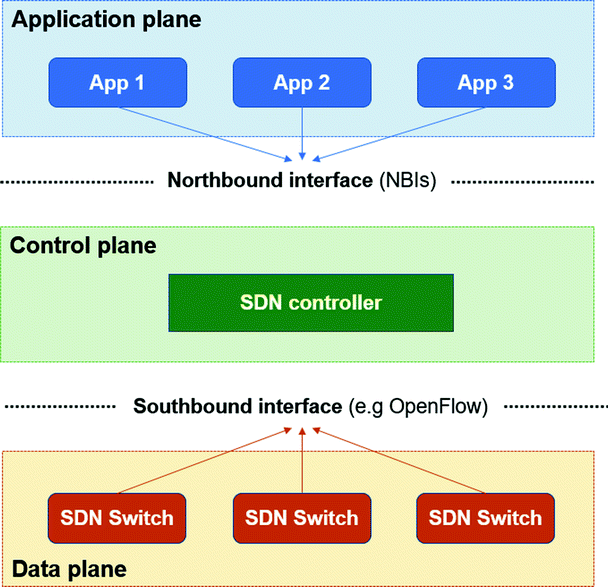 Application plane
App 1
App 2
App 3
Northbound interface (NBIs)
Control plane
SDN controller
Southbound interface (e.g OpenFlow)
SDN Switch
SDN Switch
SDN Switch
Data plane